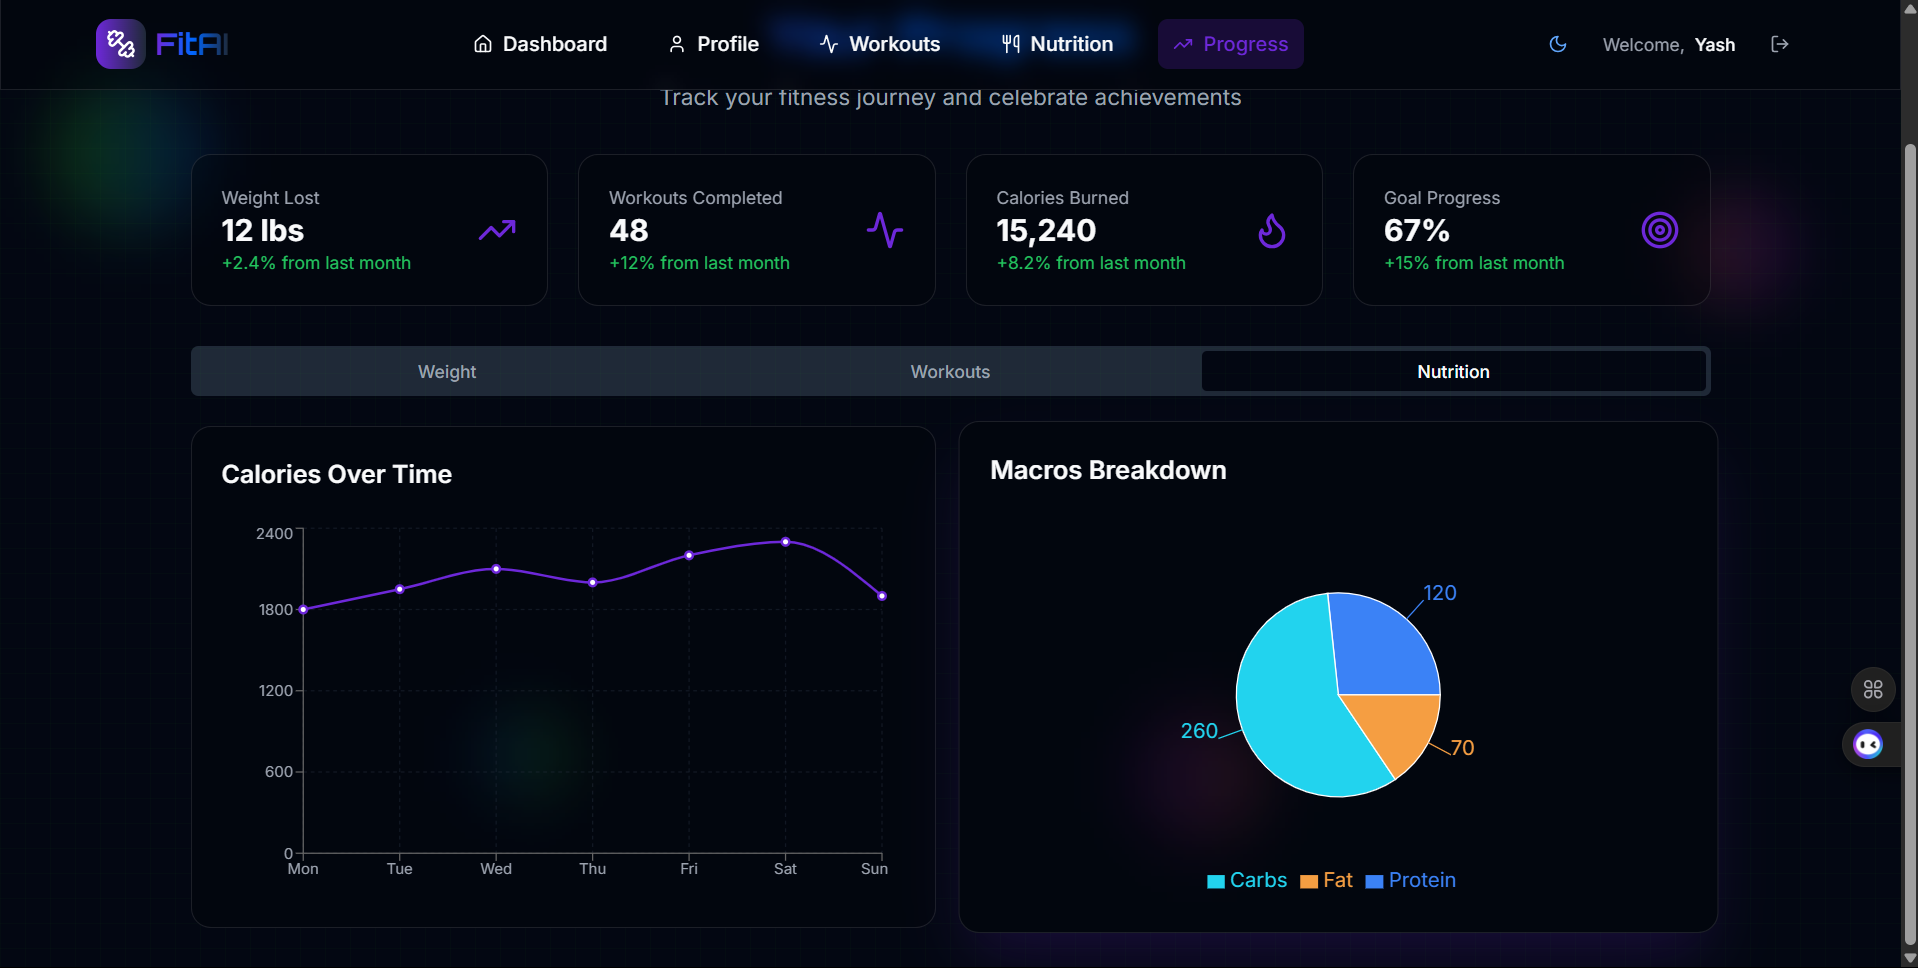 FitAI
Dashboard
Profile
Workouts
Nutrition
Progress
Welcome, Yash
Track your fitness journey and celebrate achievements
Weight Lost
12 lbs
+2.4% from last month
Workouts Completed
48
+12% from last month
Calories Burned
15,240
+8.2% from last month
Goal Progress
67%
+15% from last month
Weight
Workouts
Nutrition
Calories Over Time
2400
1800
1200
600
0
Mon Tue Wed Thu Fri Sat Sun
Macros Breakdown
120
260
70
Carbs Fat Protein